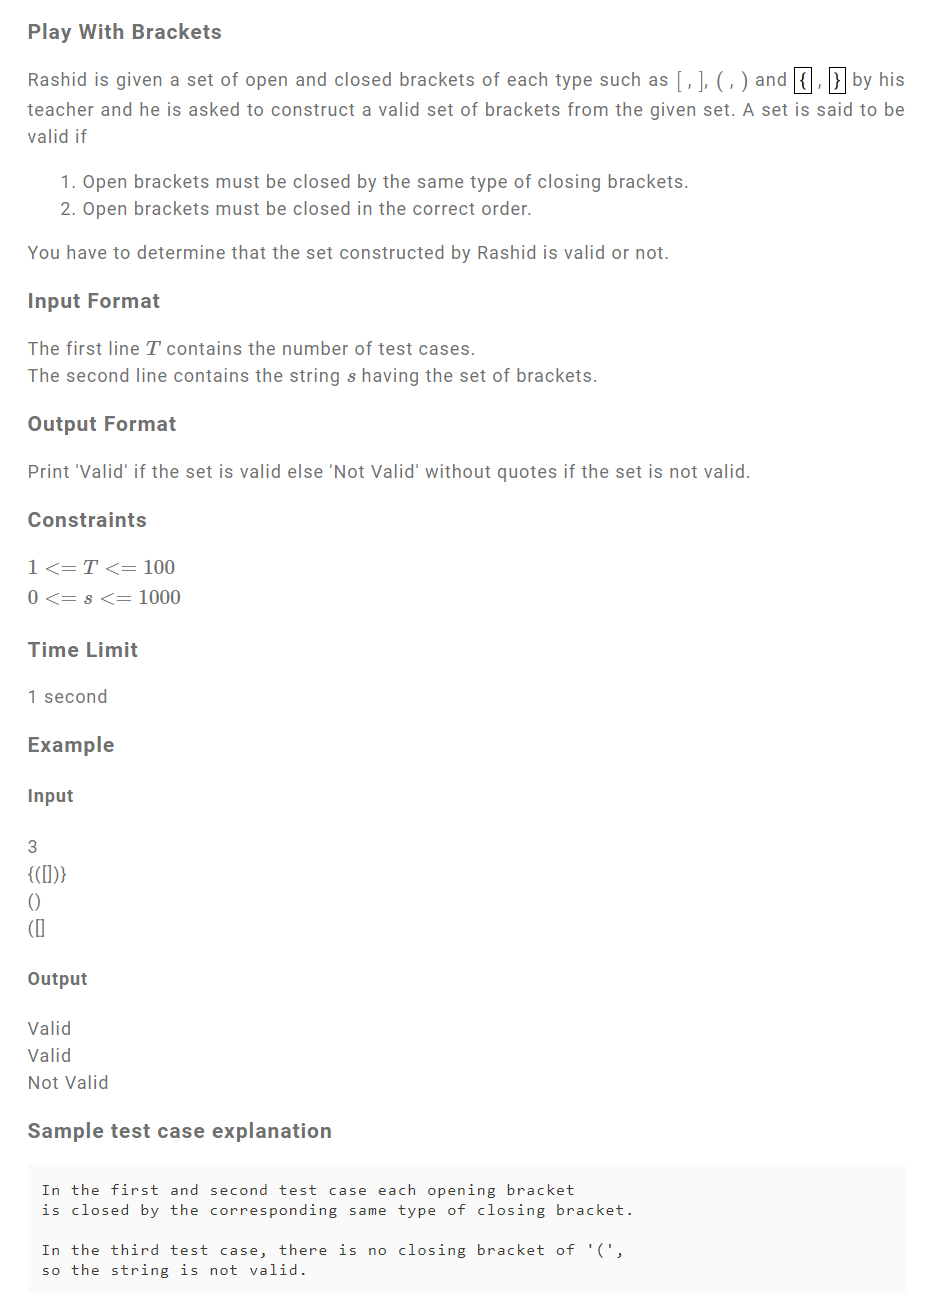 Play With Brackets
Rashid is given a set of open and closed brackets of each type such as [ , ], ( , ) and { , } by his
teacher and he is asked to construct a valid set of brackets from the given set. A set is said to be
valid if
1. Open brackets must be closed by the same type of closing brackets.
2. Open brackets must be closed in the correct order.
You have to determine that the set constructed by Rashid is valid or not.
Input Format
The first line T contains the number of test cases.
The second line contains the string s having the set of brackets.
Output Format
Print 'Valid' if the set is valid else 'Not Valid' without quotes if the set is not valid.
Constraints
1 <= T <= 100
0 <= s <= 1000
Time Limit
1 second
Example
Input
3
{([])}
()
([]
Output
Valid
Valid
Not Valid
Sample test case explanation
In the first and second test case each opening bracket
is closed by the corresponding same type of closing bracket.
In the third test case, there is no closing bracket of '(',
so the string is not valid.